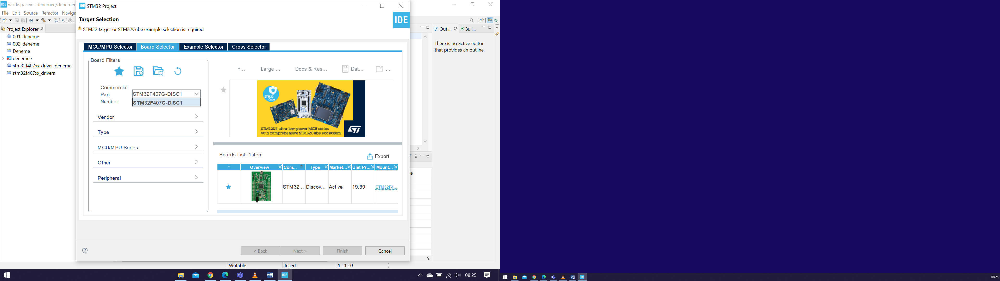 IDE workspacex - denemee/denemee
File Edit Source Refactor Naviga
Project Explorer
001_deneme
002_deneme
Deneme
denemee
stm32f407xx_driver_deneme
stm32f407xx_drivers
IDE STM32 Project
Target Selection
STM32 target or STM32Cube example selection is required
IDE
MCU/MPU Selector Board Selector Example Selector Cross Selector
Board Filters
Commercial
Part
Number
STM32F407G-DISC1
STM32F407G-DISC1
Vendor
Type
MCU/MPU Series
Other
Peripheral
F... Large ... Docs & Res... Dat... ...
STM32
Cube
STM32U5 ultra-low-power MCU series
with comprehensive STM32Cube ecosystem
ST
Boards List: 1 item
Export
* Overview Com... Type Market... Unit Pr... Mount...
STM32... Discov... Active 19.89 STM32F4...
< Back Next > Finish Cancel
Outl... Buil...
There is no active editor
that provides an outline.
Writable Insert 1 : 1 : 0
IDE
08:25
IDE
08:25